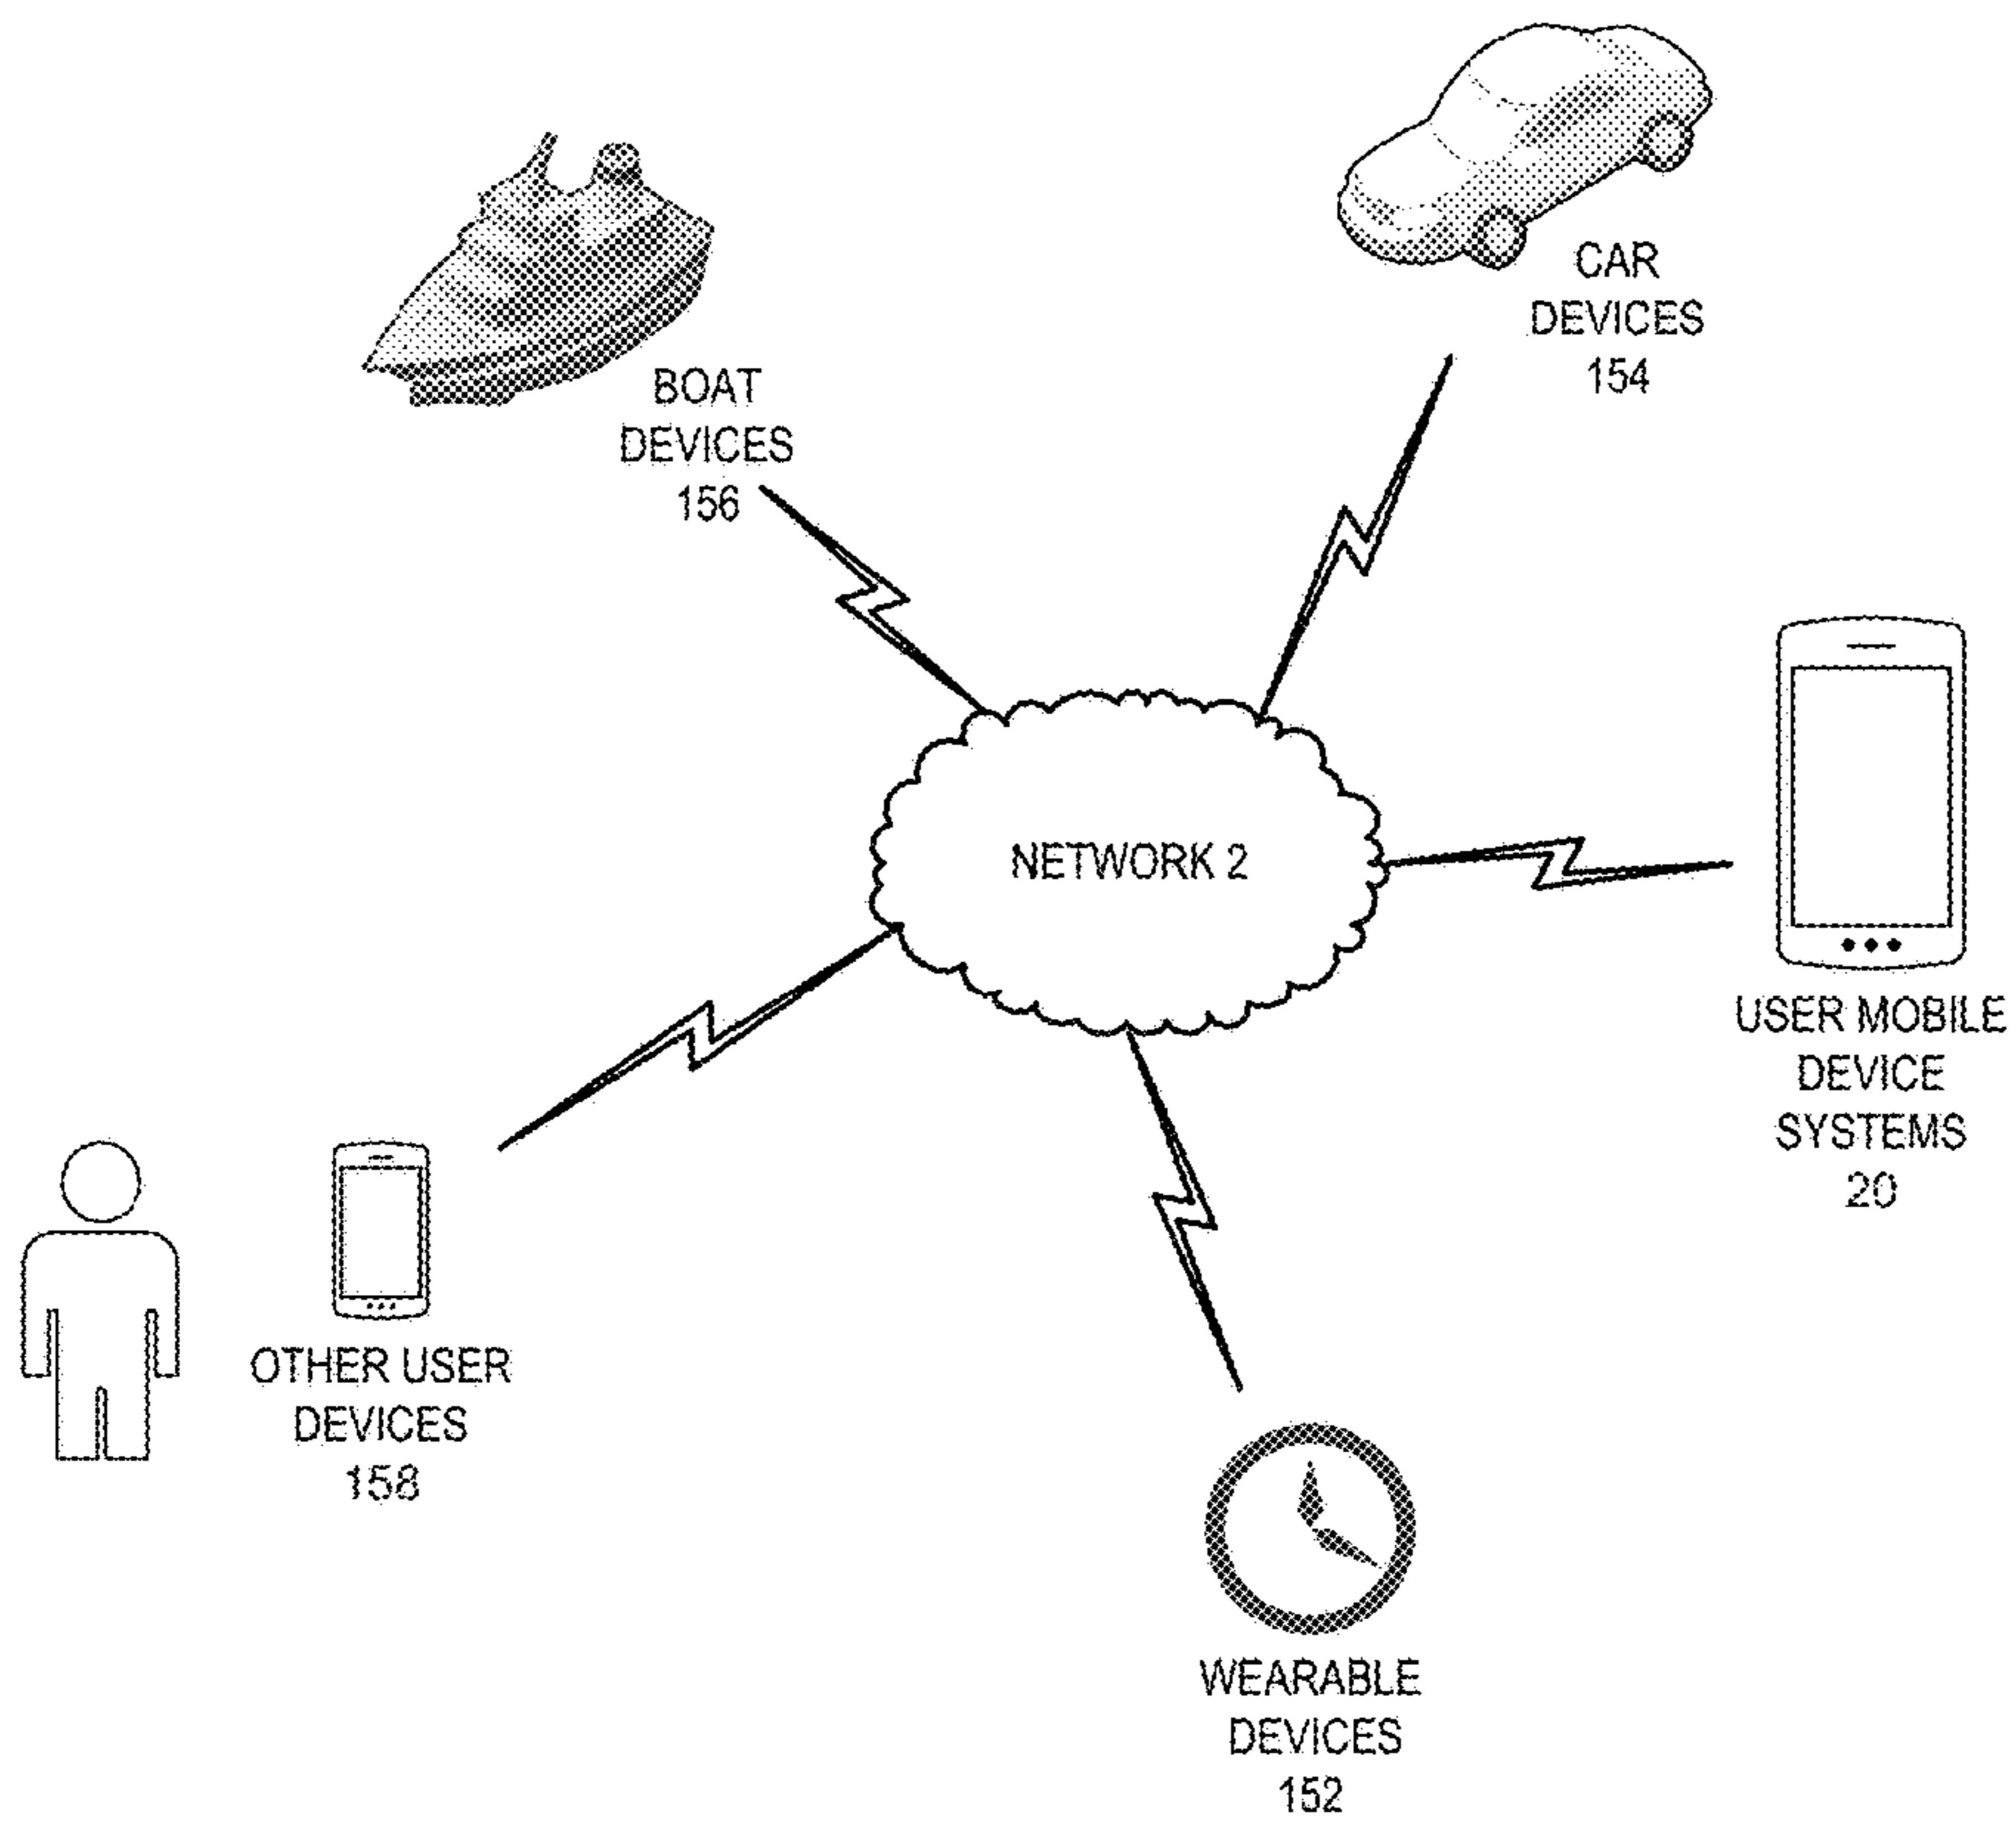 CAR
DEVICES
154
BOAT
DEVICES
156
NETWORK 2
USER MOBILE
DEVICE
SYSTEMS
20
OTHER USER
DEVICES
158
WEARABLE
DEVICES
152